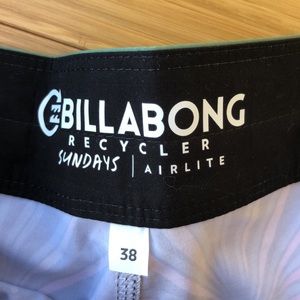 BILLABONG
RECYCLER
SUNDAYS | AIRLITE
38